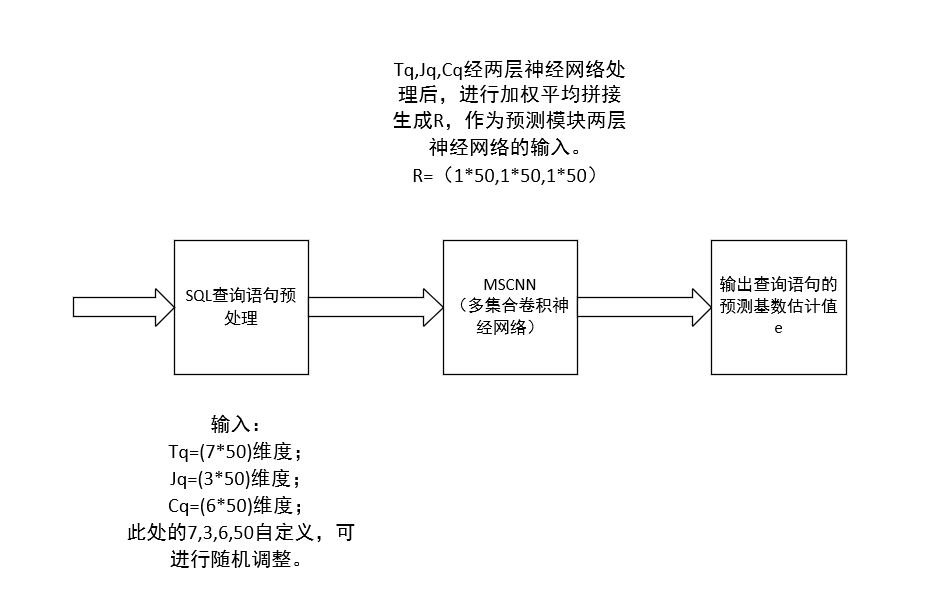 Tq,Jq,Cq经两层神经网络处
理后，进行加权平均拼接
生成R，作为预测模块两层
神经网络的输入。
R=（1*50,1*50,1*50）
SQL查询语句预
处理
MSCNN
（多集合卷积神
经网络）
输出查询语句的
预测基数估计值
e
输入：
Tq=(7*50)维度；
Jq=(3*50)维度；
Cq=(6*50)维度；
此处的7,3,6,50自定义，可
进行随机调整。